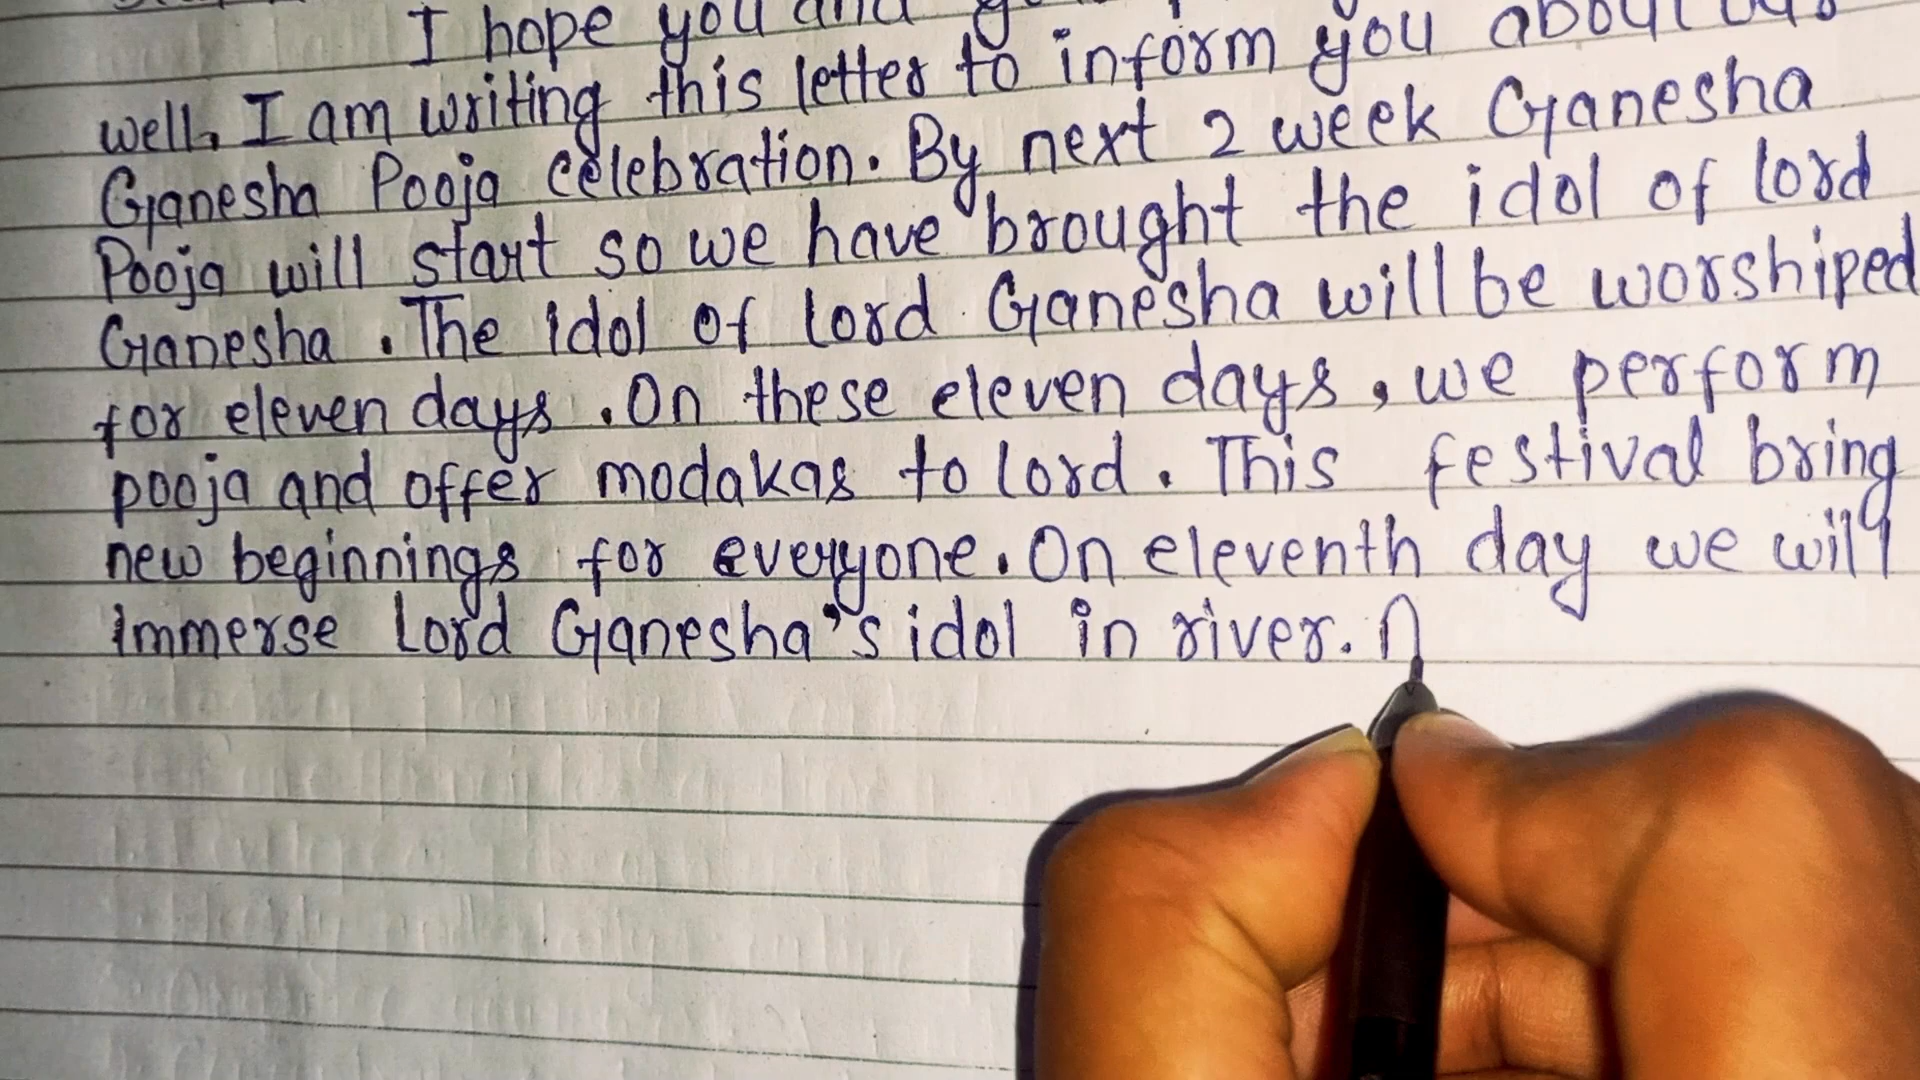 I hope you and
well, I am writing this letter to inform you about our
Ganesha Pooja celebration. By next 2 week Ganesha
Pooja will start so we have brought the idol of lord
Ganesha. The idol of lord Ganesha will be worshiped
for eleven days. On these eleven days, we perform
pooja and offer modakas to lord. This festival bring
new beginnings for everyone. On eleventh day we will
immerse Lord Ganesha's idol in river.